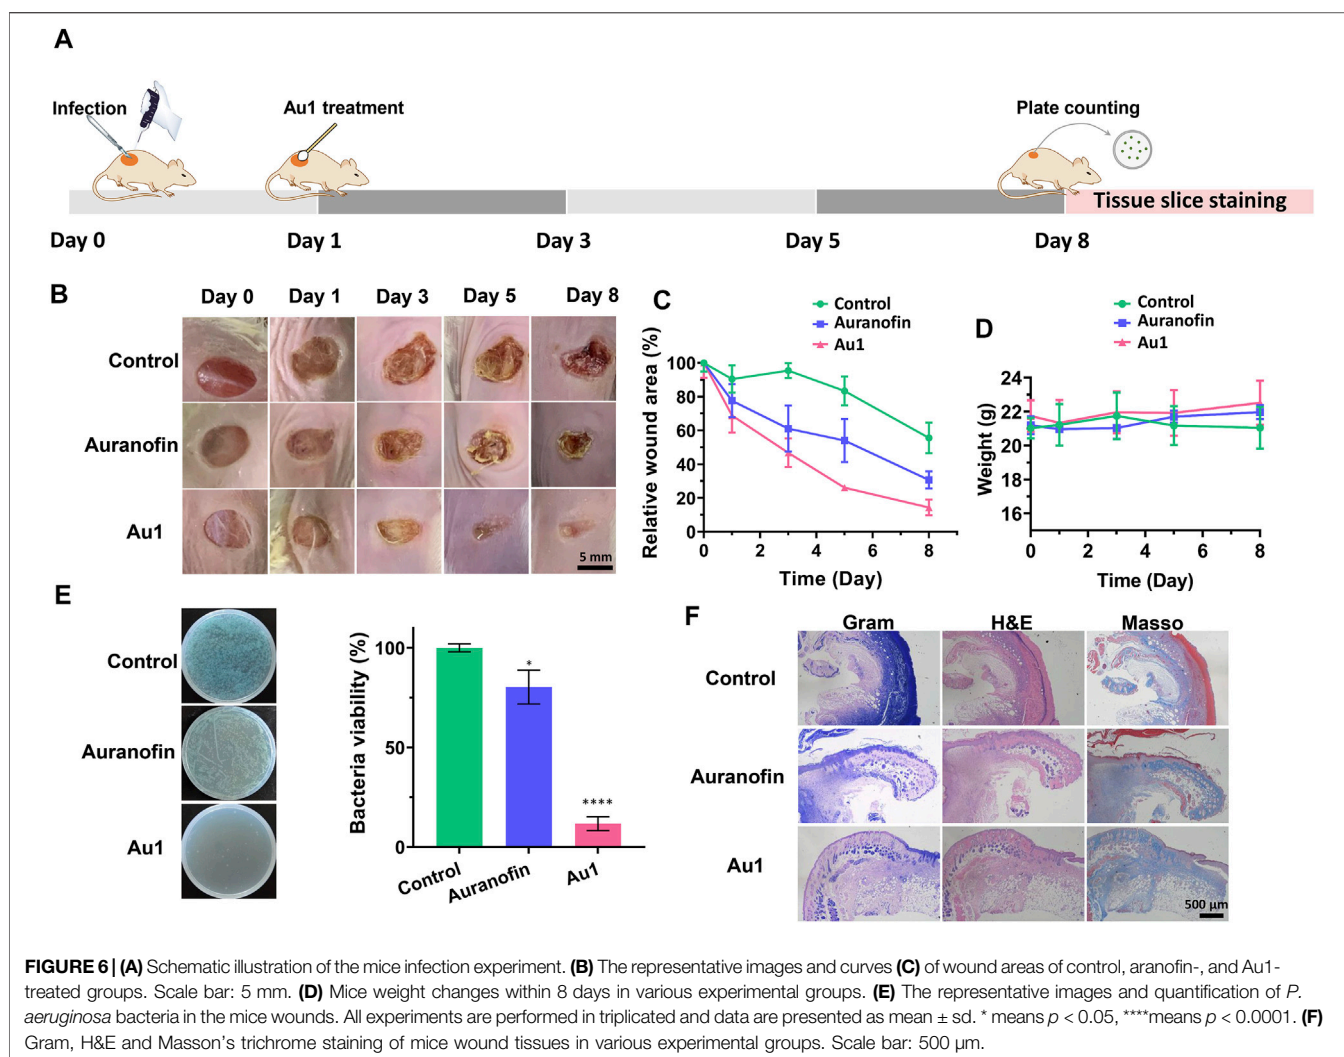 A
Infection
Au1 treatment
Plate counting
Tissue slice staining
Day 0
Day 1
Day 3
Day 5
Day 8
B
Day 0
Day 1
Day 3
Day 5
Day 8
Control
Auranofin
Au1
5 mm
C
Control
Auranofin
Au1
Relative wound area (%)
100
80
60
40
20
0
0
2
4
6
8
Time (Day)
D
Control
Auranofin
Au1
Weight (g)
24
22
20
18
16
0
2
4
6
8
Time (Day)
E
Control
Auranofin
Au1
Bacteria viability (%)
100
50
0
*
****
Control
Auranofin
Au1
F
Gram
H&E
Masso
Control
Auranofin
Au1
500 μm
FIGURE 6 | (A) Schematic illustration of the mice infection experiment. (B) The representative images and curves (C) of wound areas of control, aranofin-, and Au1-
treated groups. Scale bar: 5 mm. (D) Mice weight changes within 8 days in various experimental groups. (E) The representative images and quantification of P.
aeruginosa bacteria in the mice wounds. All experiments are performed in triplicated and data are presented as mean ± sd. * means p < 0.05, ****means p < 0.0001. (F)
Gram, H&E and Masson's trichrome staining of mice wound tissues in various experimental groups. Scale bar: 500 μm.